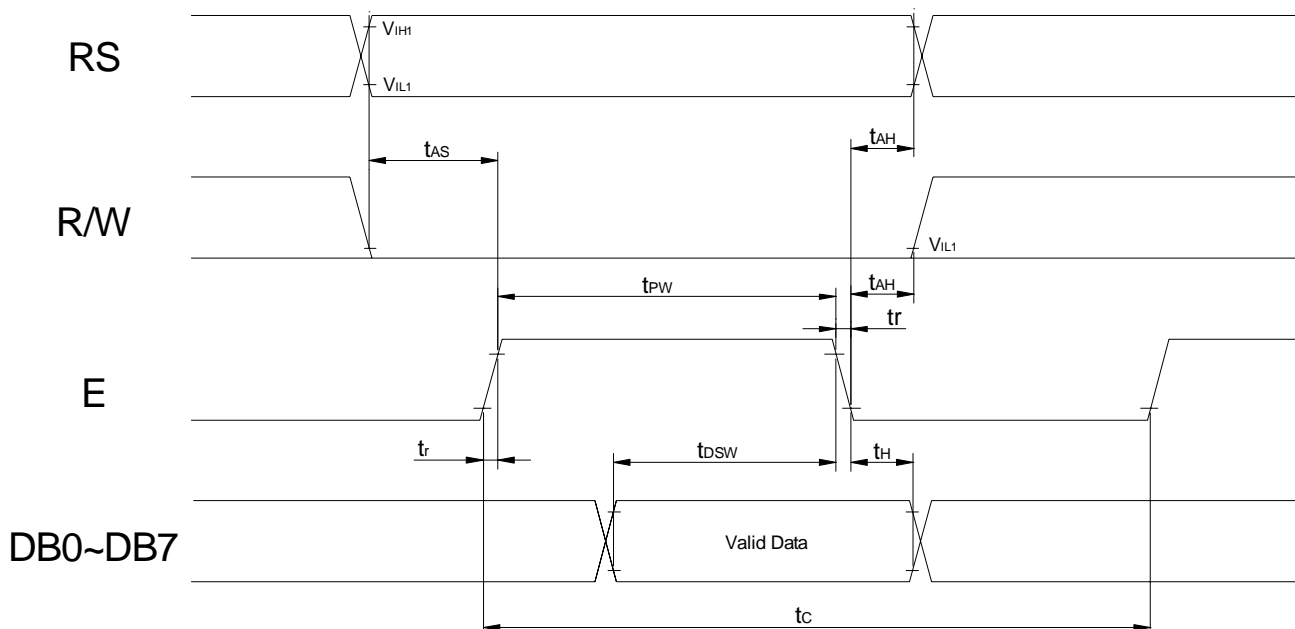 RS
VIH1
VIL1
tAS
tAH
R/W
VIL1
tPW
tAH
tr
E
tr
tDSW
tH
DB0~DB7
Valid Data
tC